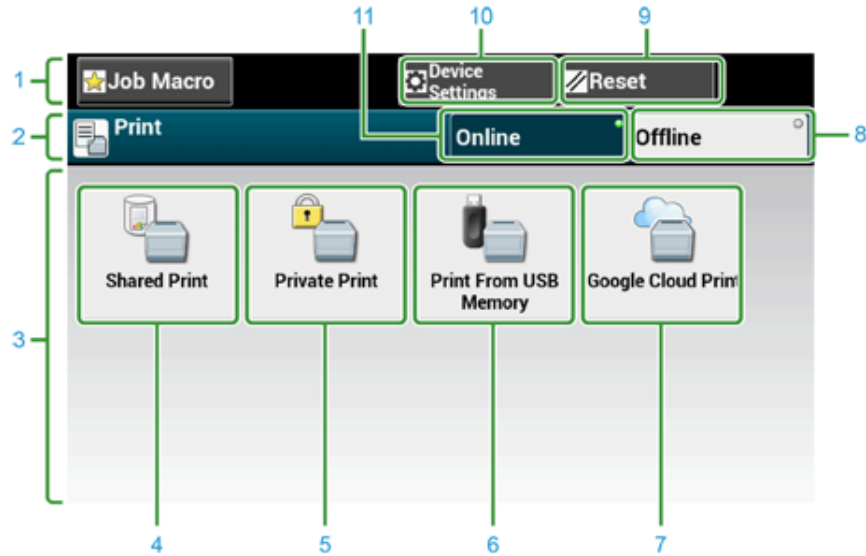 11
10
9
1
Job Macro
Device
Settings
Reset
2
Print
Online
Offline
8
3
Shared Print
Private Print
Print From USB
Memory
Google Cloud Print
4
5
6
7